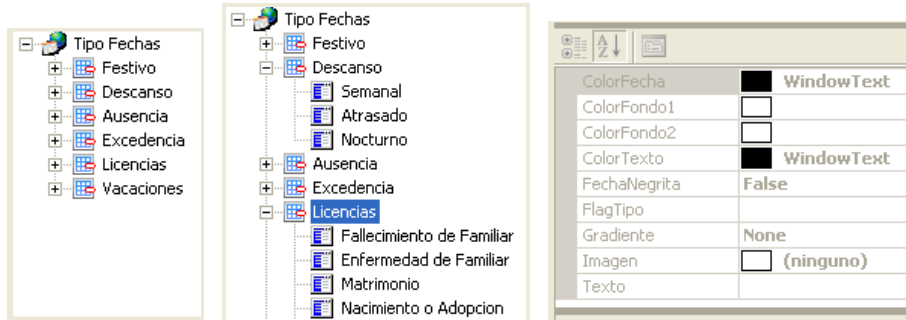 Tipo Fechas
Festivo
Descanso
Ausencia
Excedencia
Licencias
Vacaciones
Tipo Fechas
Festivo
Descanso
Semanal
Atrasado
Nocturno
Ausencia
Excedencia
Licencias
Fallecimiento de Familiar
Enfermedad de Familiar
Matrimonio
Nacimiento o Adopcion
A
Z
ColorFecha WindowText
ColorFondo1
ColorFondo2
ColorTexto WindowText
FechaNegrita False
FlagTipo
Gradiente None
Imagen (ninguno)
Texto